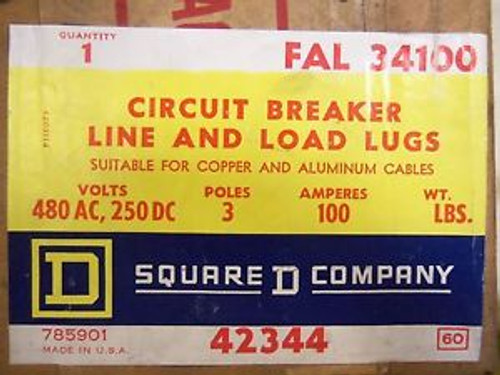 QUANTITY
1
FAL 34100
CIRCUIT BREAKER
LINE AND LOAD LUGS
SUITABLE FOR COPPER AND ALUMINUM CABLES
VOLTS POLES AMPERES WT.
480 AC, 250 DC 3 100 LBS.
D SQUARE D COMPANY
785901
MADE IN U.S.A.
42344
60